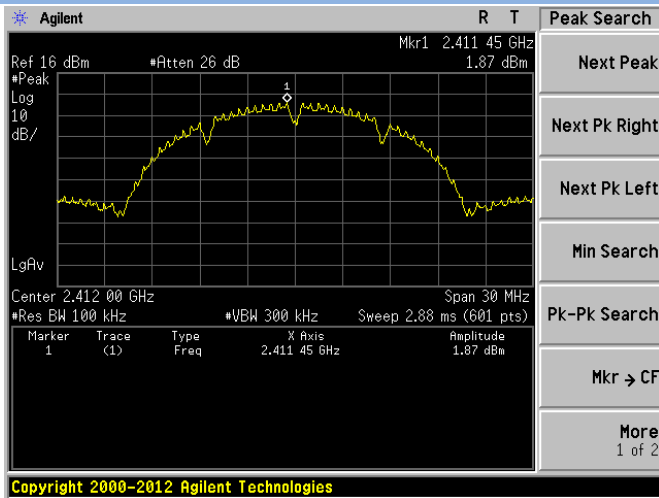 Agilent R T Peak Search
Mkr1 2.411 45 GHz
Ref 16 dBm #Atten 26 dB 1.87 dBm
#Peak
Log
10
dB/
1
LgAv
Center 2.412 00 GHz Span 30 MHz
#Res BW 100 kHz #VBW 300 kHz Sweep 2.88 ms (601 pts)
Marker Trace Type X Axis Amplitude
1 (1) Freq 2.411 45 GHz 1.87 dBm
Next Peak
Next Pk Right
Next Pk Left
Min Search
Pk-Pk Search
Mkr → CF
More
1 of 2
Copyright 2000-2012 Agilent Technologies